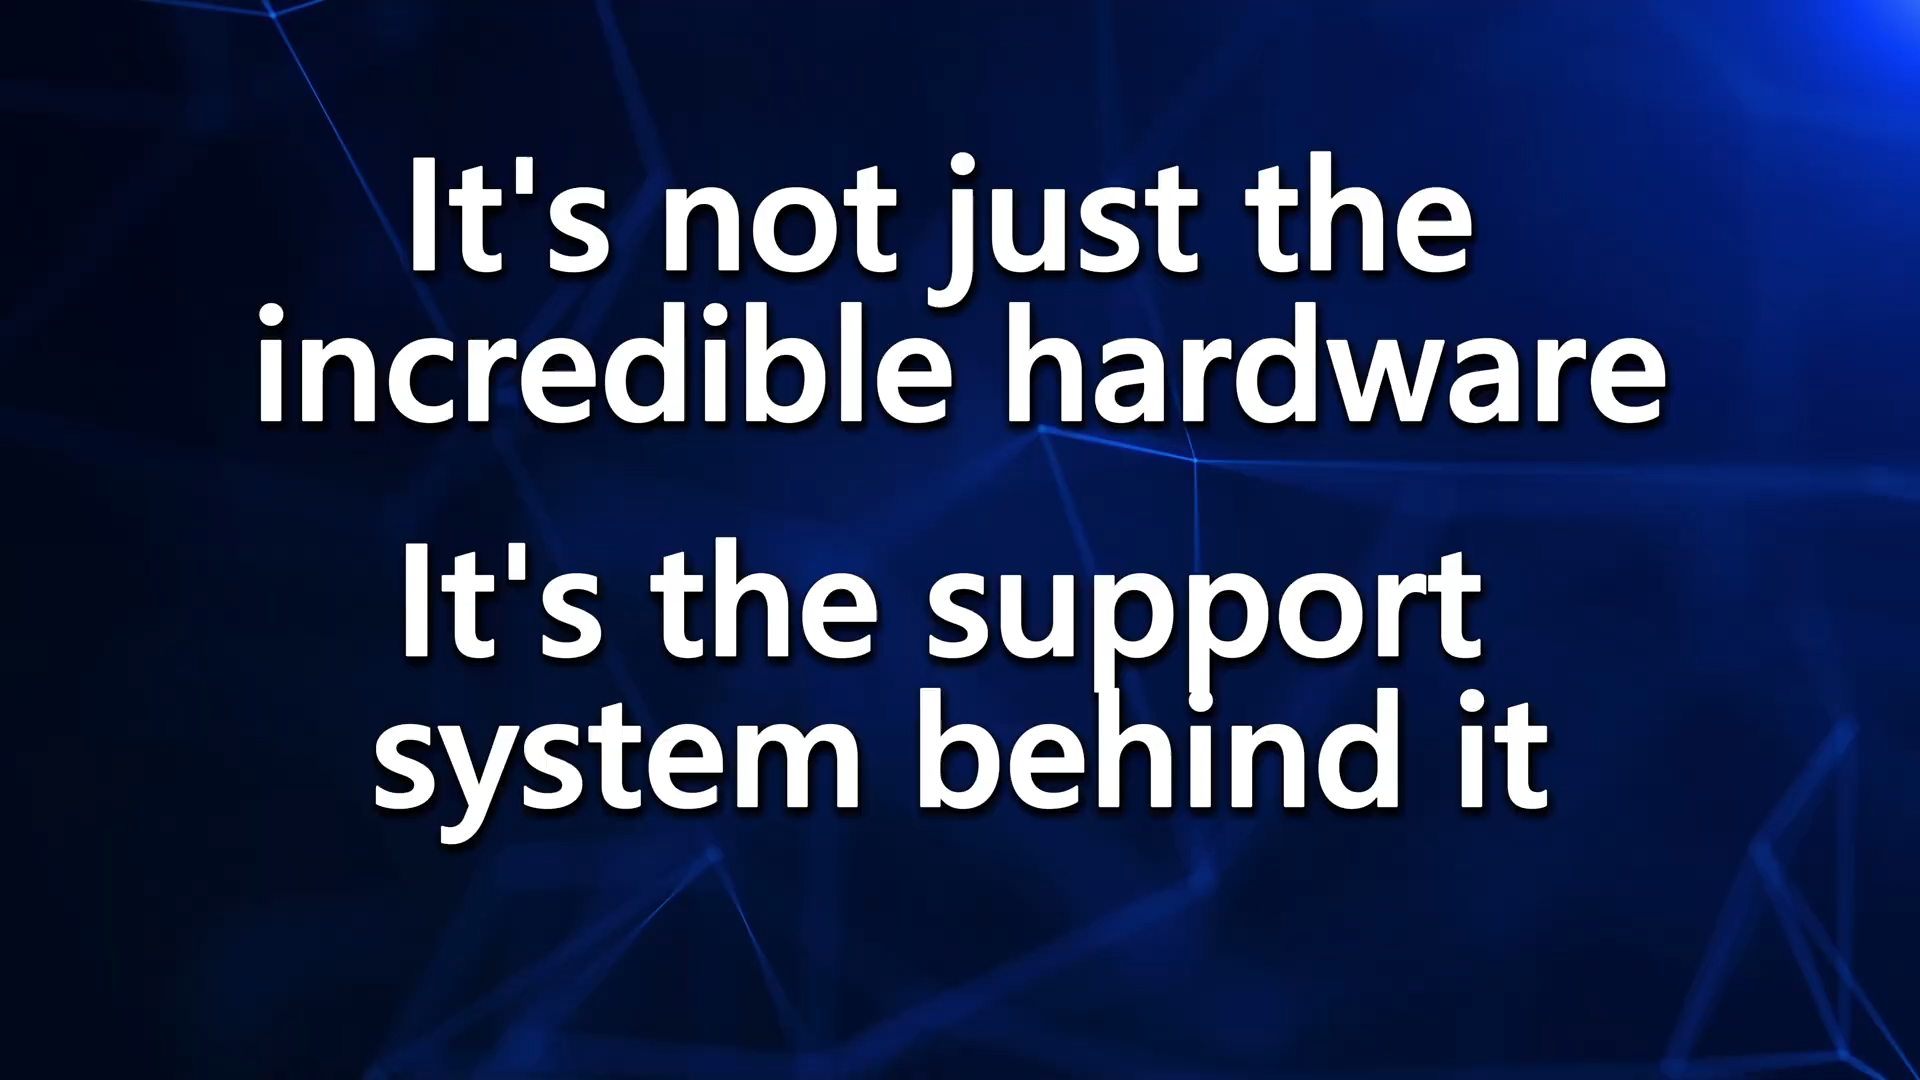 It's not just the
incredible hardware
It's the support
system behind it